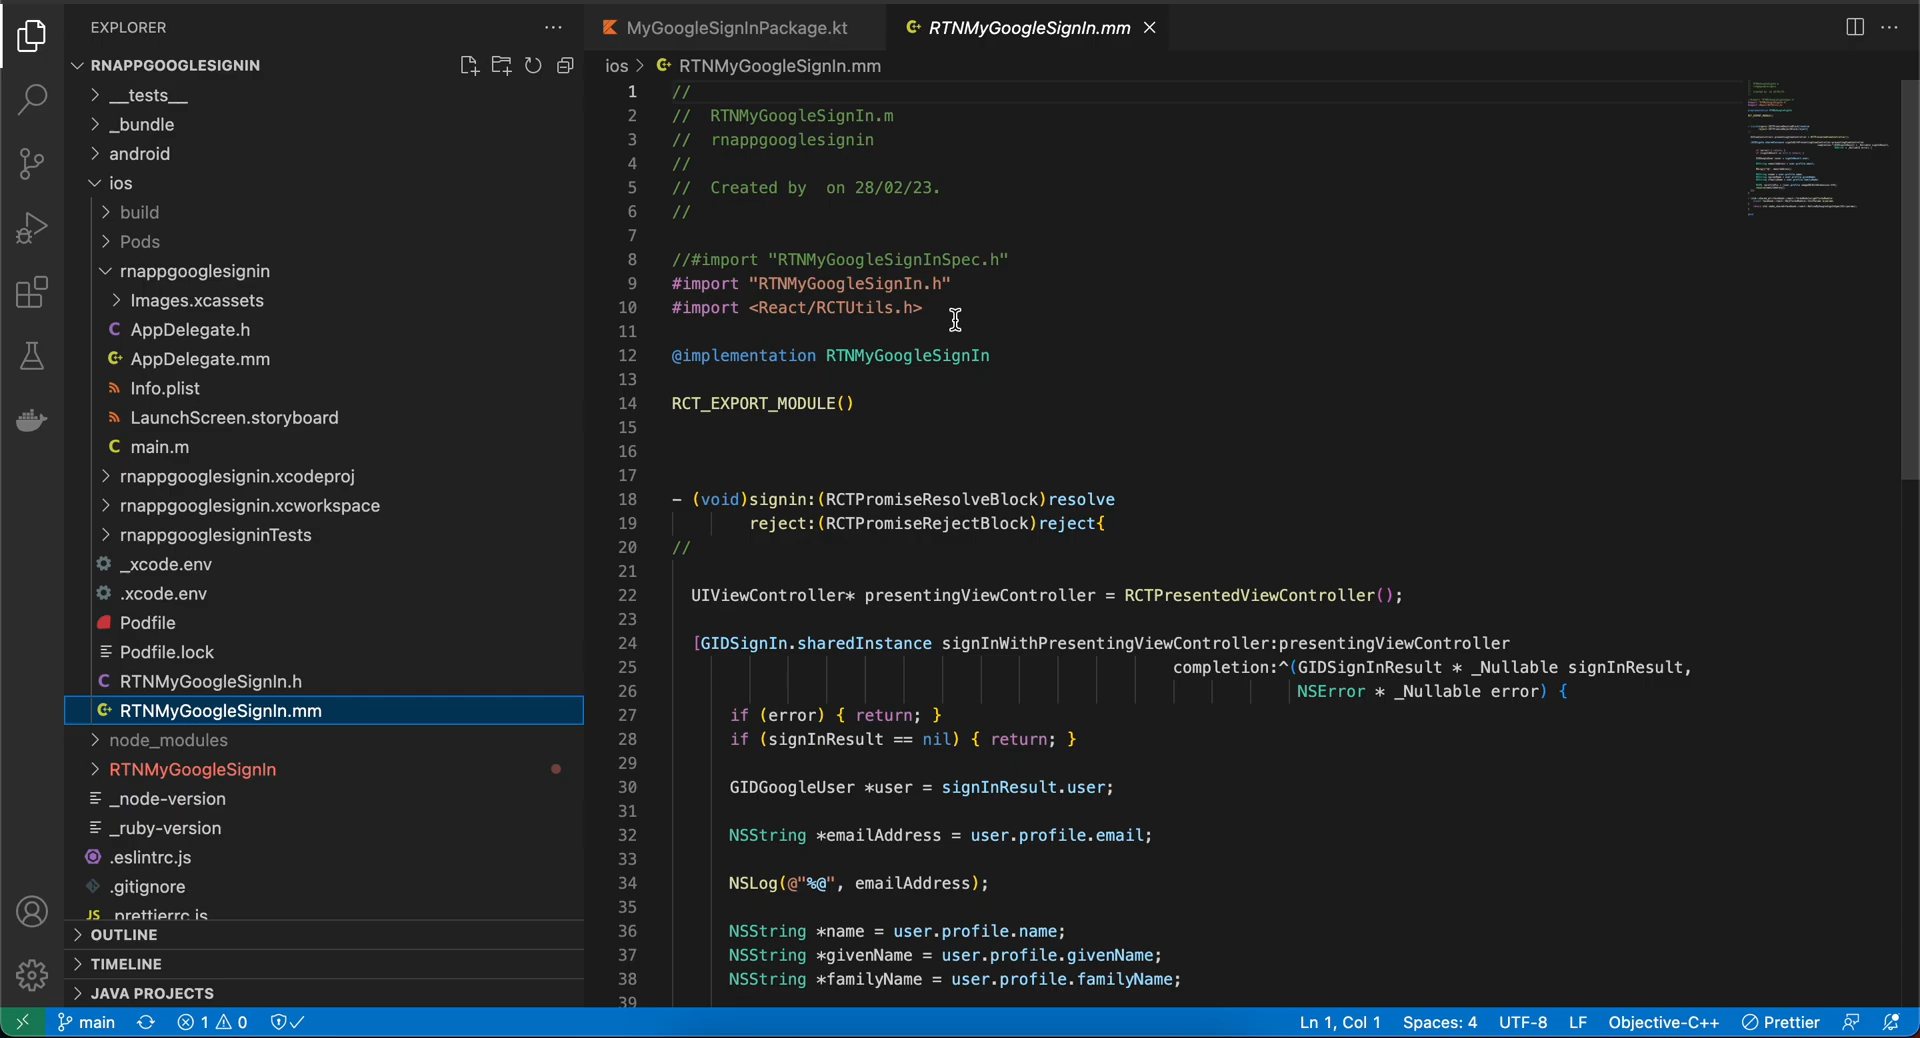 EXPLORER
RNAPPGOOGLESIGNIN
__tests__
_bundle
android
ios
build
Pods
rnappgooglesignin
Images.xcassets
AppDelegate.h
AppDelegate.mm
Info.plist
LaunchScreen.storyboard
main.m
rnappgooglesignin.xcodeproj
rnappgooglesignin.xcworkspace
rnappgooglesigninTests
_xcode.env
.xcode.env
Podfile
Podfile.lock
RTNMyGoogleSignIn.h
RTNMyGoogleSignIn.mm
node_modules
RTNMyGoogleSignIn
_node-version
_ruby-version
.eslintrc.js
.gitignore
JS .prettierrc.js
OUTLINE
TIMELINE
JAVA PROJECTS
MyGoogleSignInPackage.kt
RTNMyGoogleSignIn.mm
ios > RTNMyGoogleSignIn.mm
1 //
2 //  RTNMyGoogleSignIn.m
3 //  rnappgooglesignin
4 //
5 //  Created by  on 28/02/23.
6 //
7
8 //#import "RTNMyGoogleSignInSpec.h"
9 #import "RTNMyGoogleSignIn.h"
10 #import <React/RCTUtils.h>
11
12 @implementation RTNMyGoogleSignIn
13
14 RCT_EXPORT_MODULE()
15
16
17
18 - (void)signin:(RCTPromiseResolveBlock)resolve
19 reject:(RCTPromiseRejectBlock)reject{
20 //
21
22 UIViewController* presentingViewController = RCTPresentedViewController();
23
24 [GIDSignIn.sharedInstance signInWithPresentingViewController:presentingViewController
25 completion:^(GIDSignInResult * _Nullable signInResult,
26 NSError * _Nullable error) {
27 if (error) { return; }
28 if (signInResult == nil) { return; }
29
30 GIDGoogleUser *user = signInResult.user;
31
32 NSString *emailAddress = user.profile.email;
33
34 NSLog(@"%@", emailAddress);
35
36 NSString *name = user.profile.name;
37 NSString *givenName = user.profile.givenName;
38 NSString *familyName = user.profile.familyName;
39
main 1 0 Ln 1, Col 1 Spaces: 4 UTF-8 LF Objective-C++ Prettier